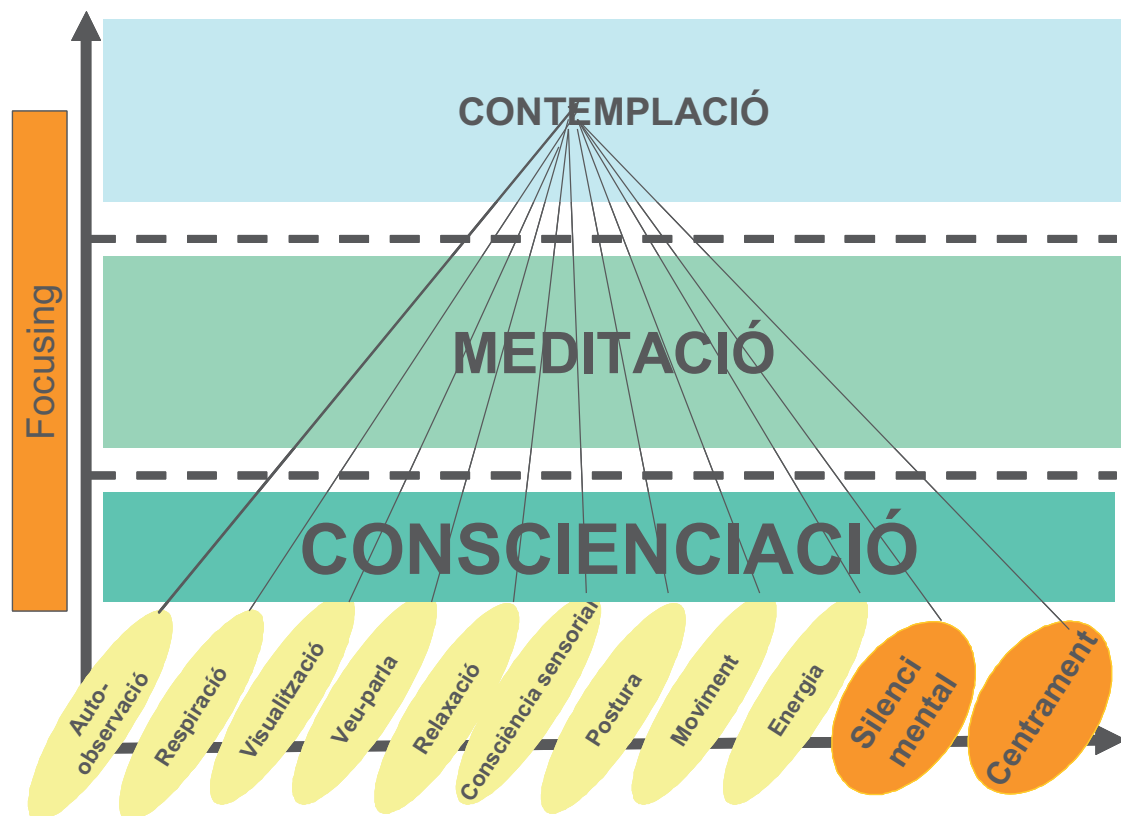 CONTEMPLACIÓ
MEDITACIÓ
CONSCIENCIACIÓ
Focusing
Auto-
observació
Respiració
Visualització
Veu-parla
Relaxació
Consciència sensorial
Postura
Moviment
Energia
Silenci
mental
Centrament